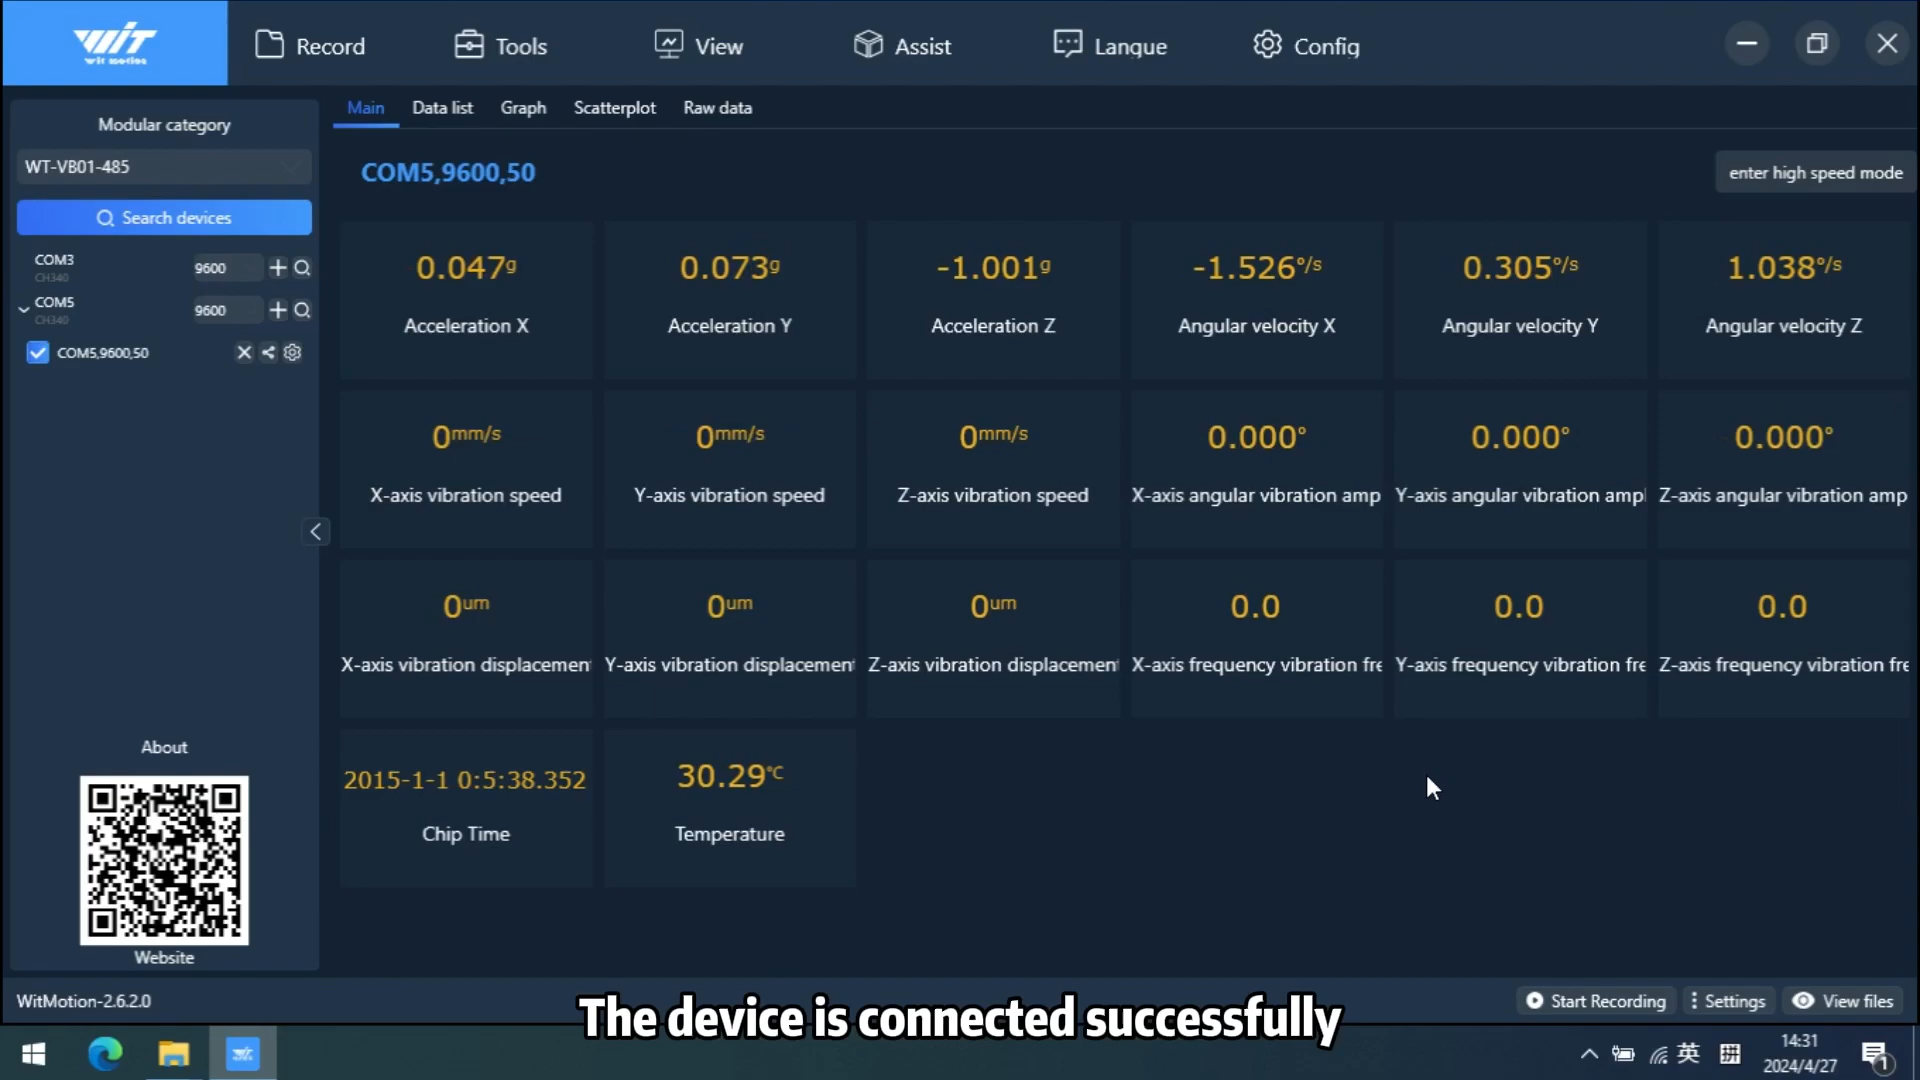 WIT
wit motion
Record
Tools
View
Assist
Langue
Config
Modular category
WT-VB01-485
Search devices
COM3
CH340
9600
COM5
CH340
9600
COM5,9600,50
About
Website
Main
Data list
Graph
Scatterplot
Raw data
COM5,9600,50
enter high speed mode
0.047g
0.073g
-1.001g
-1.526°/s
0.305°/s
1.038°/s
Acceleration X
Acceleration Y
Acceleration Z
Angular velocity X
Angular velocity Y
Angular velocity Z
0mm/s
0mm/s
0mm/s
0.000°
0.000°
0.000°
X-axis vibration speed
Y-axis vibration speed
Z-axis vibration speed
X-axis angular vibration amp
Y-axis angular vibration ampl
Z-axis angular vibration amp
0um
0um
0um
0.0
0.0
0.0
X-axis vibration displacemen
Y-axis vibration displacement
Z-axis vibration displacement
X-axis frequency vibration fre
Y-axis frequency vibration fre
Z-axis frequency vibration fre
2015-1-1 0:5:38.352
30.29°C
Chip Time
Temperature
WitMotion-2.6.2.0
Start Recording
Settings
View files
The device is connected successfully
英
拼
14:31
2024/4/27
1